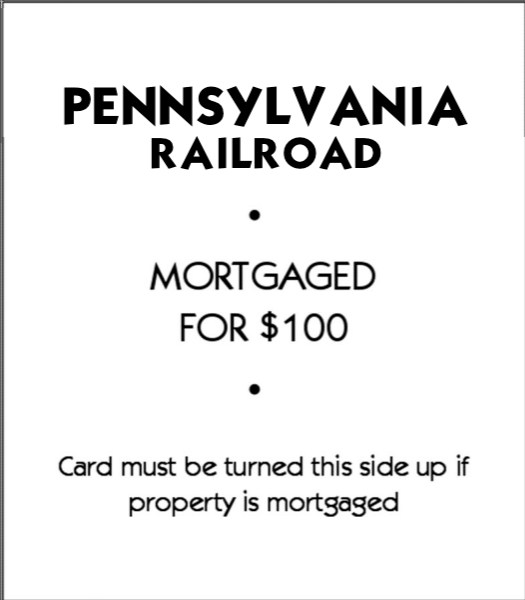 PENNSYLVANIA
RAILROAD
•
MORTGAGED
FOR $100
•
Card must be turned this side up if
property is mortgaged